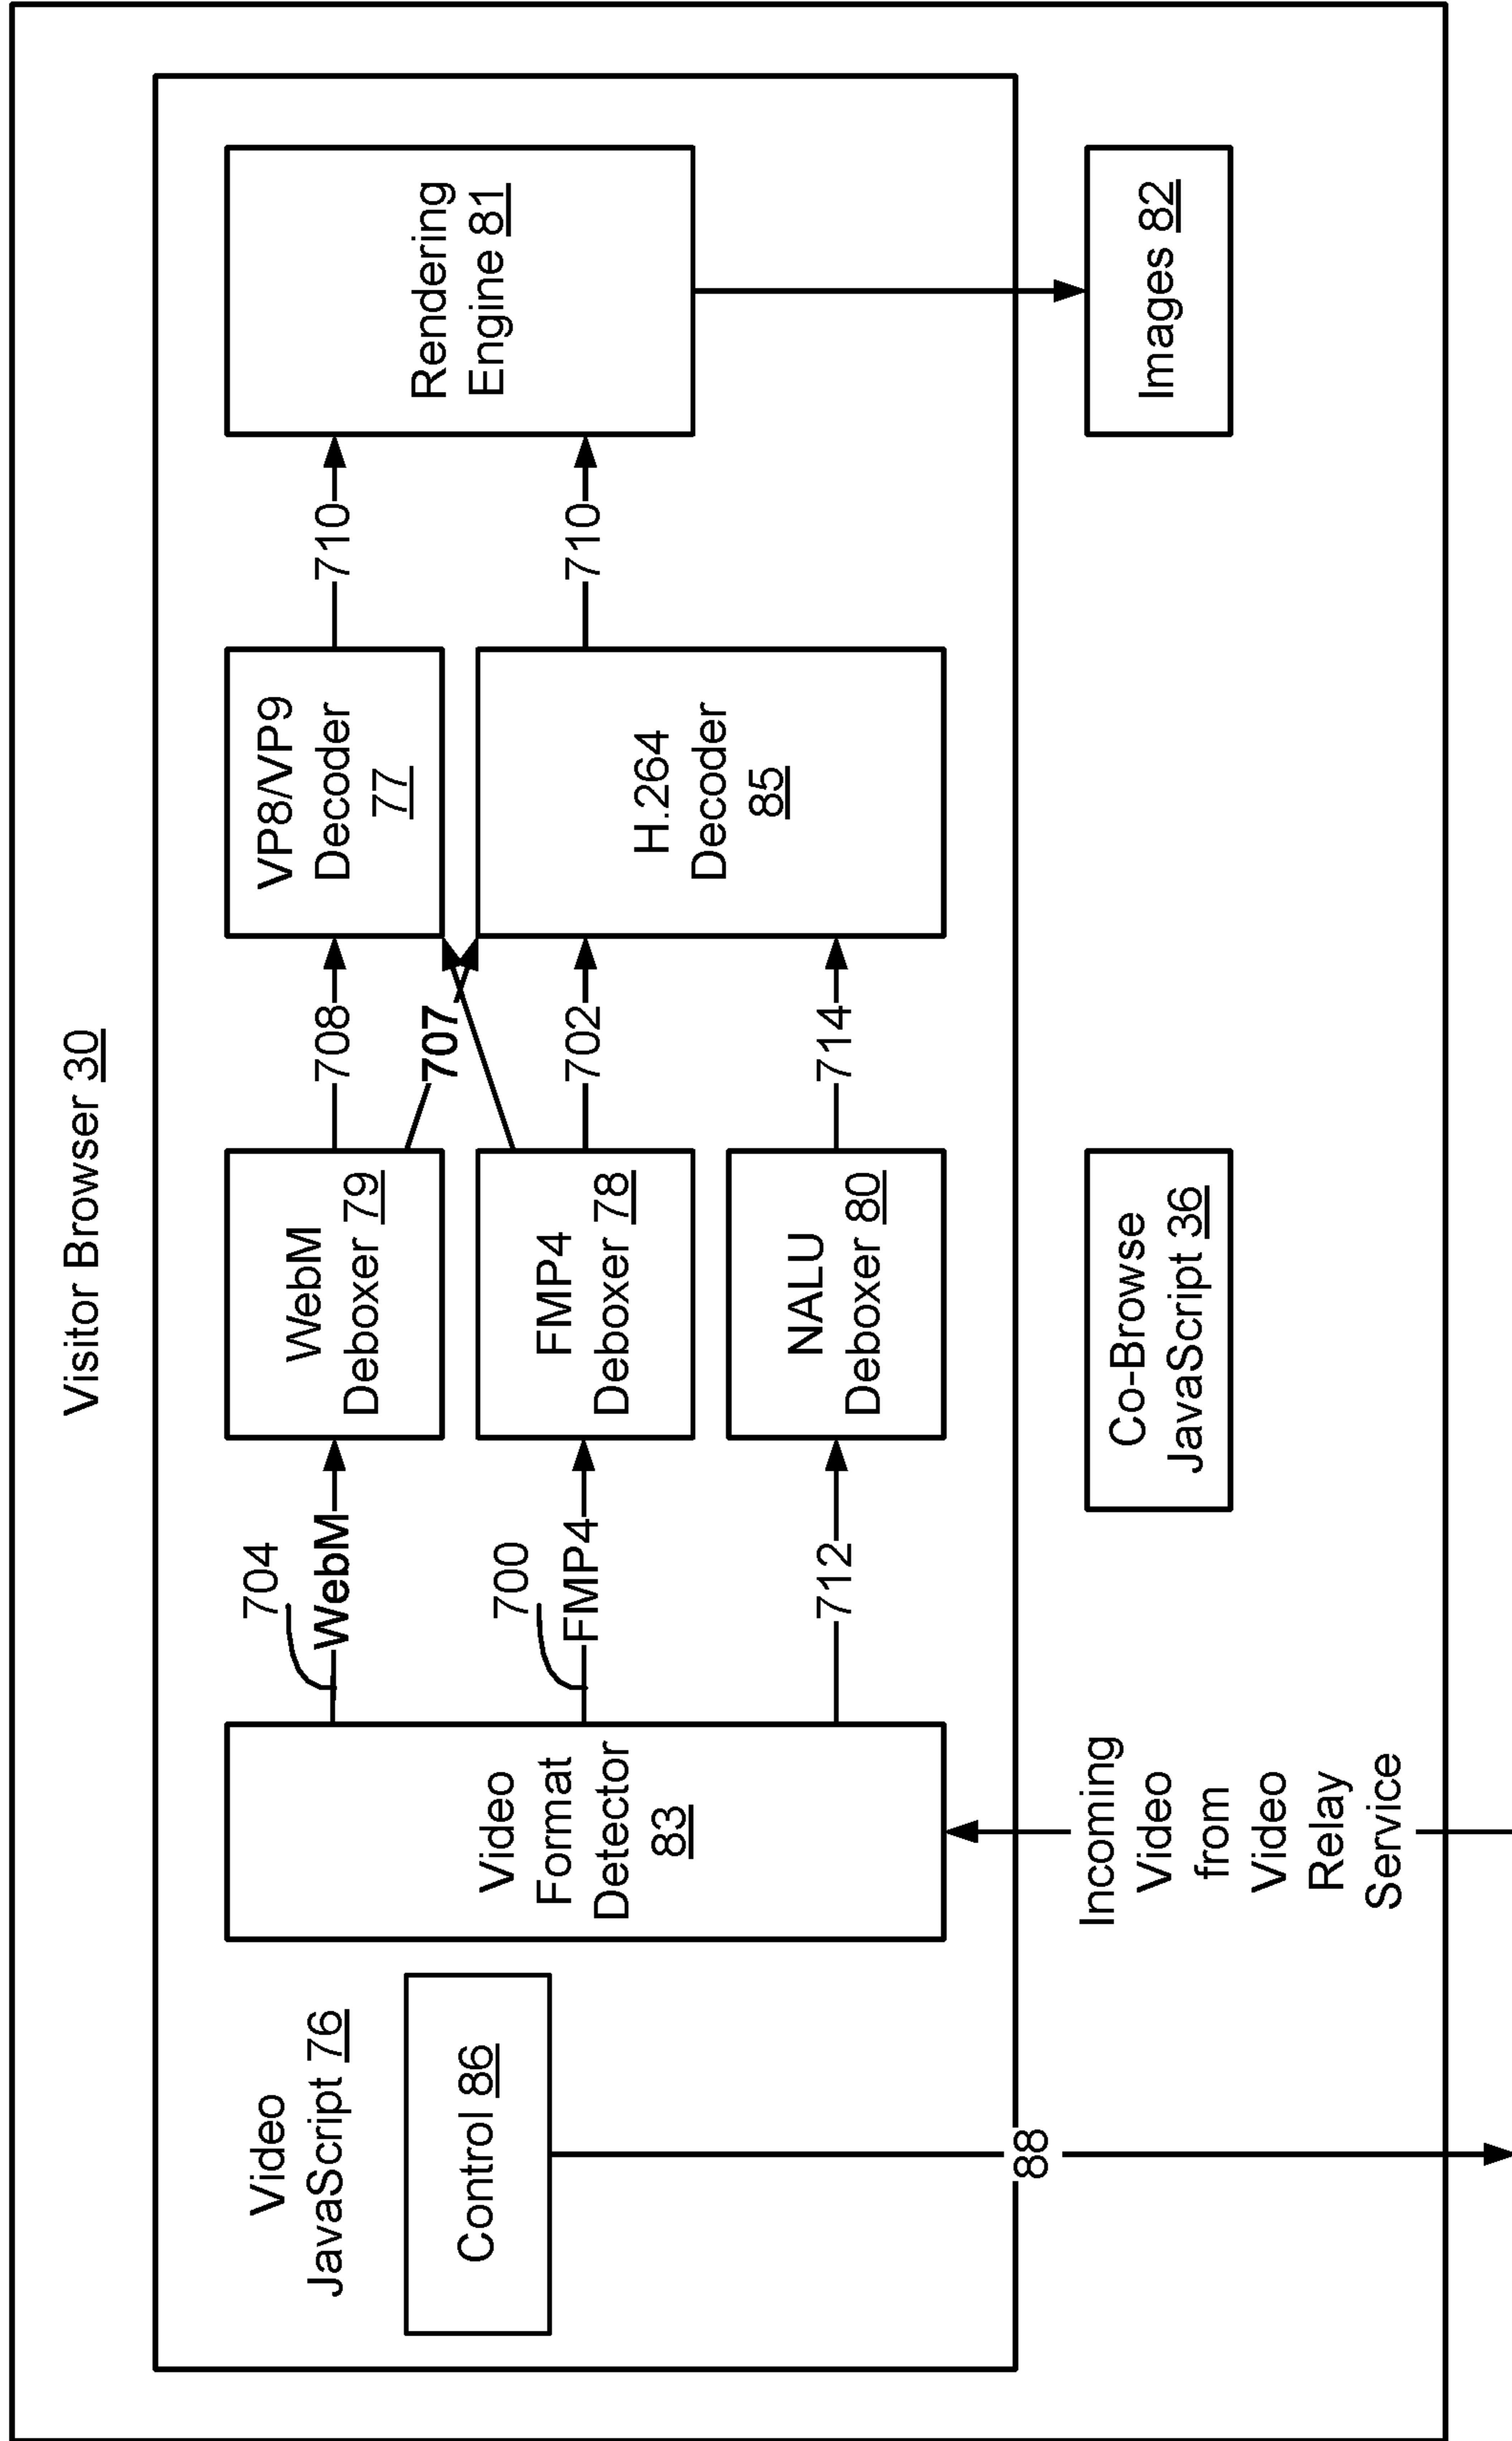 Visitor Browser 30
Video
JavaScript 76
Control 86
Video
Format
Detector
83
704
WebM
700
FMP4
712
WebM
Deboxer 79
FMP4
Deboxer 78
NALU
Deboxer 80
708
707
702
714
VP8/VP9
Decoder
77
H.264
Decoder
85
710
710
Rendering
Engine 81
88
Incoming
Video
from
Video
Relay
Service
Co-Browse
JavaScript 36
Images 82